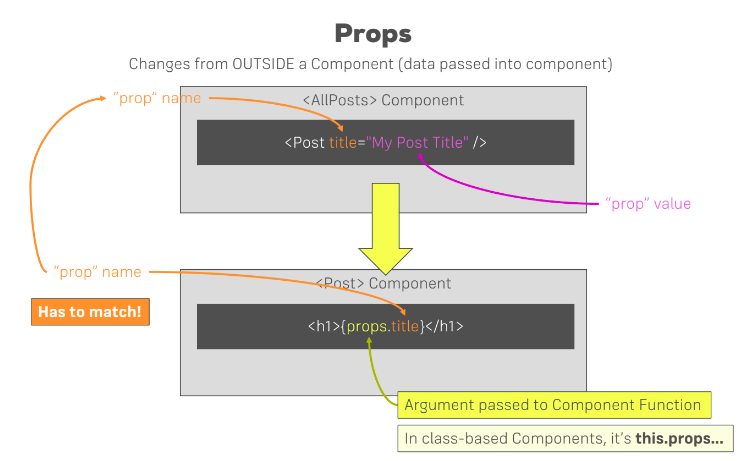 Props
Changes from OUTSIDE a Component (data passed into component)
“prop” name
<AllPosts> Component
<Post title="My Post Title" />
“prop” value
“prop” name
<Post> Component
Has to match!
<h1>{props.title}</h1>
Argument passed to Component Function
In class-based Components, it’s this.props…